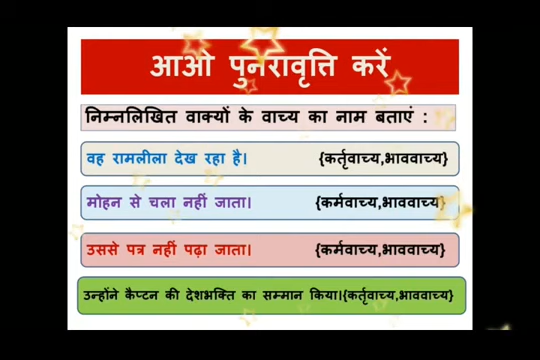 आओ पुनरावृत्ति करें
निम्नलिखित वाक्यों के वाच्य का नाम बताएं :
वह रामलीला देख रहा है। {कर्तृवाच्य,भाववाच्य}
मोहन से चला नहीं जाता। {कर्मवाच्य,भाववाच्य}
उससे पत्र नहीं पढ़ा जाता। {कर्मवाच्य,भाववाच्य}
उन्होंने कैप्टन की देशभक्ति का सम्मान किया।{कर्तृवाच्य,भाववाच्य}